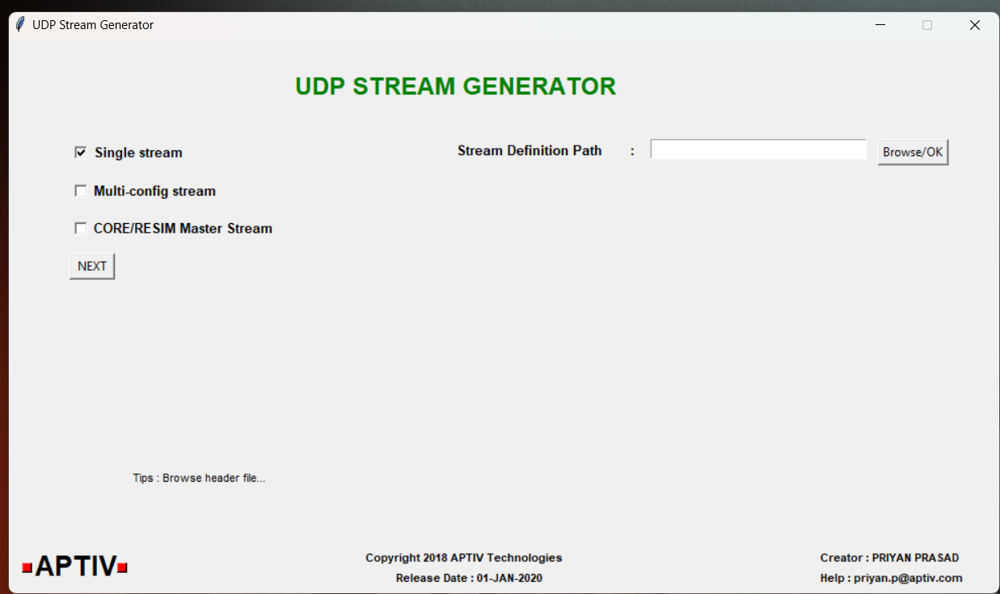 UDP Stream Generator
UDP STREAM GENERATOR
Single stream
Stream Definition Path :
Browse/OK
Multi-config stream
CORE/RESIM Master Stream
NEXT
Tips : Browse header file...
APTIV
Copyright 2018 APTIV Technologies
Release Date : 01-JAN-2020
Creator : PRIYAN PRASAD
Help : priyan.p@aptiv.com